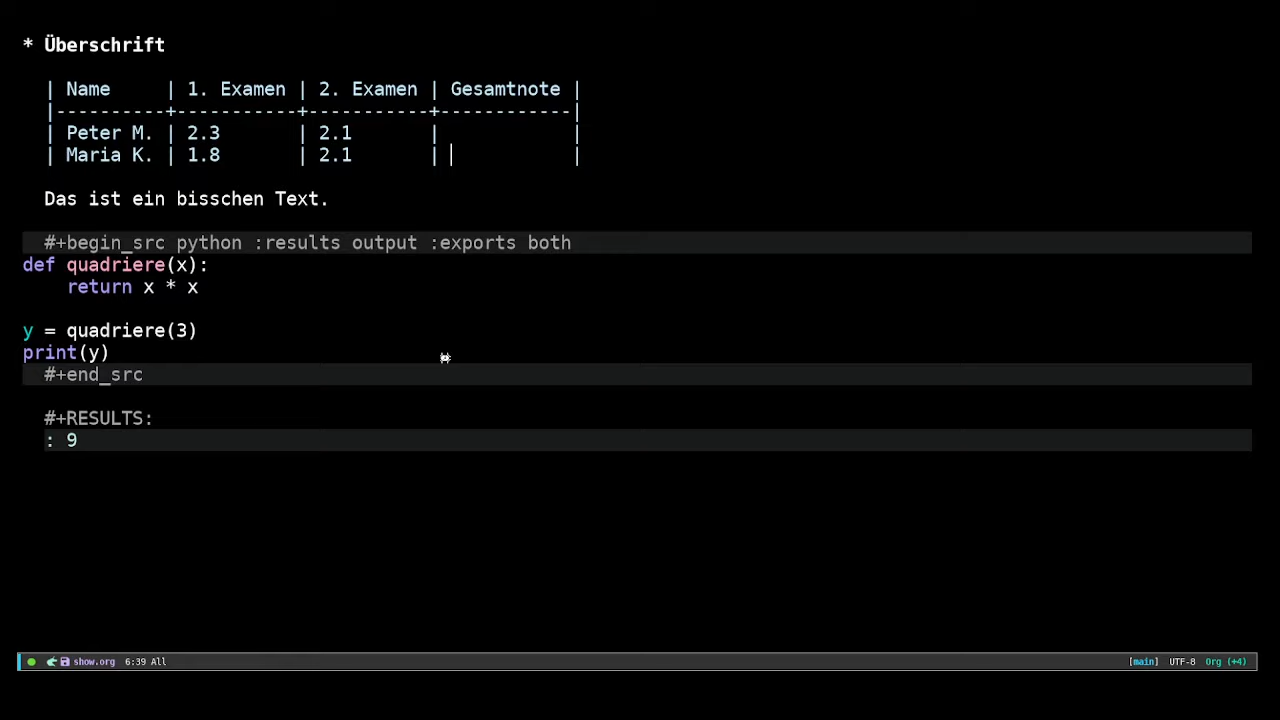 * Überschrift
| Name     | 1. Examen | 2. Examen | Gesamtnote |
|----------+-----------+-----------+------------|
| Peter M. | 2.3       | 2.1       |            |
| Maria K. | 1.8       | 2.1       |            |
Das ist ein bisschen Text.
#+begin_src python :results output :exports both
def quadriere(x):
    return x * x
y = quadriere(3)
print(y)
#+end_src
#+RESULTS:
: 9
show.org 6:39 All [main] UTF-8 Org (+4)